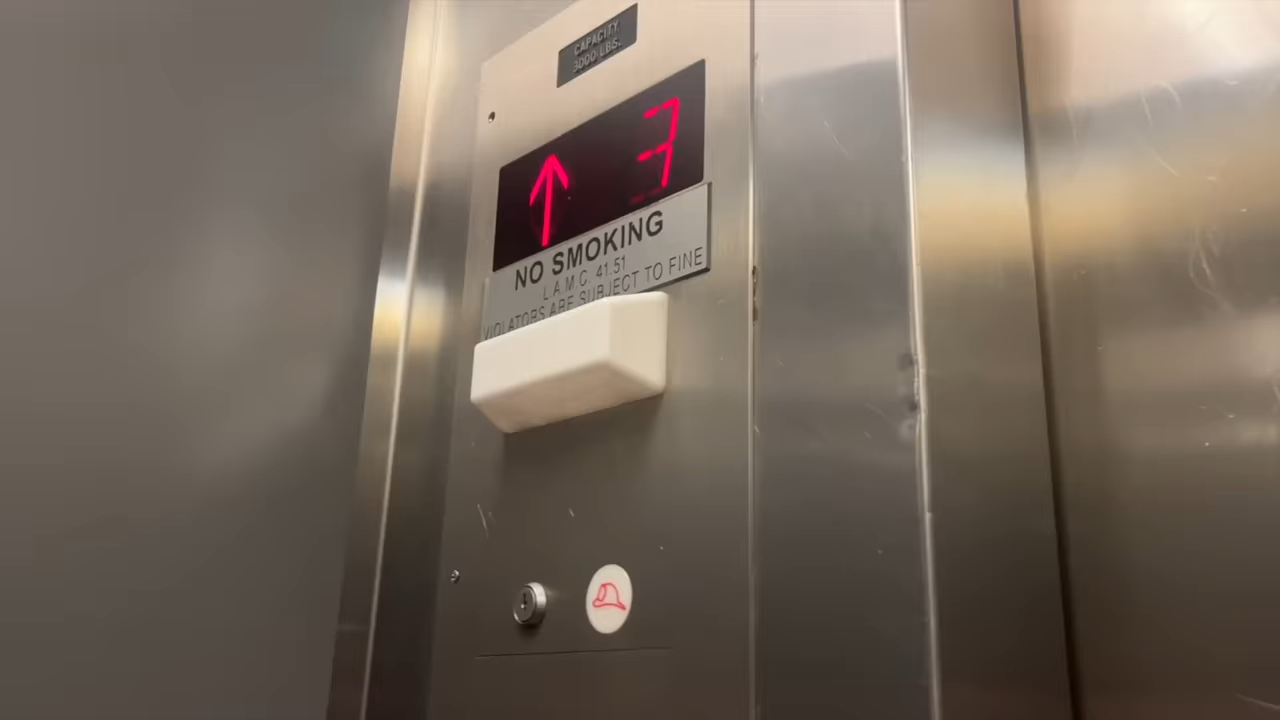 CAPACITY
3000 LBS.
3
NO SMOKING
L.A.M.C. 41.51
VIOLATORS ARE SUBJECT TO FINE